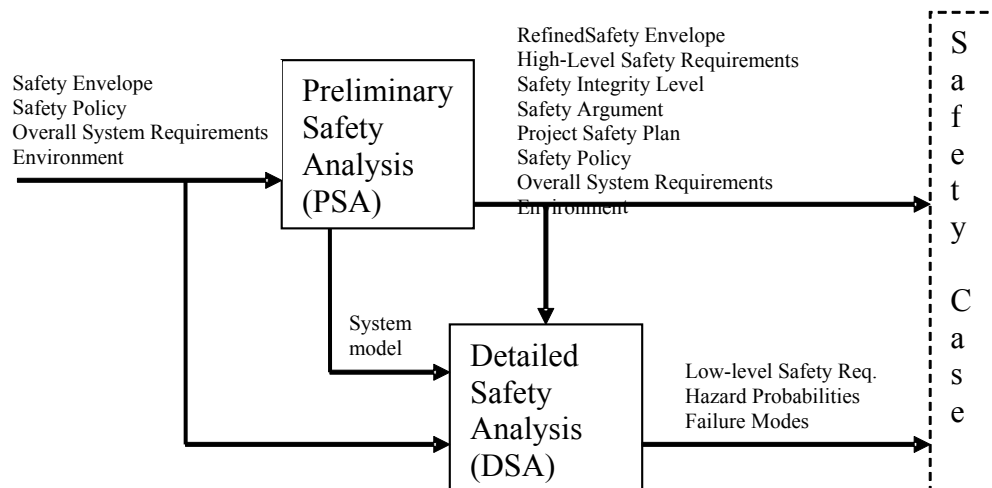 Safety Envelope
Safety Policy
Overall System Requirements
Environment
Preliminary
Safety
Analysis
(PSA)
RefinedSafety Envelope
High-Level Safety Requirements
Safety Integrity Level
Safety Argument
Project Safety Plan
Safety Policy
Overall System Requirements
Environment
System
model
Detailed
Safety
Analysis
(DSA)
Low-level Safety Req.
Hazard Probabilities
Failure Modes
S
a
f
e
t
y
C
a
s
e